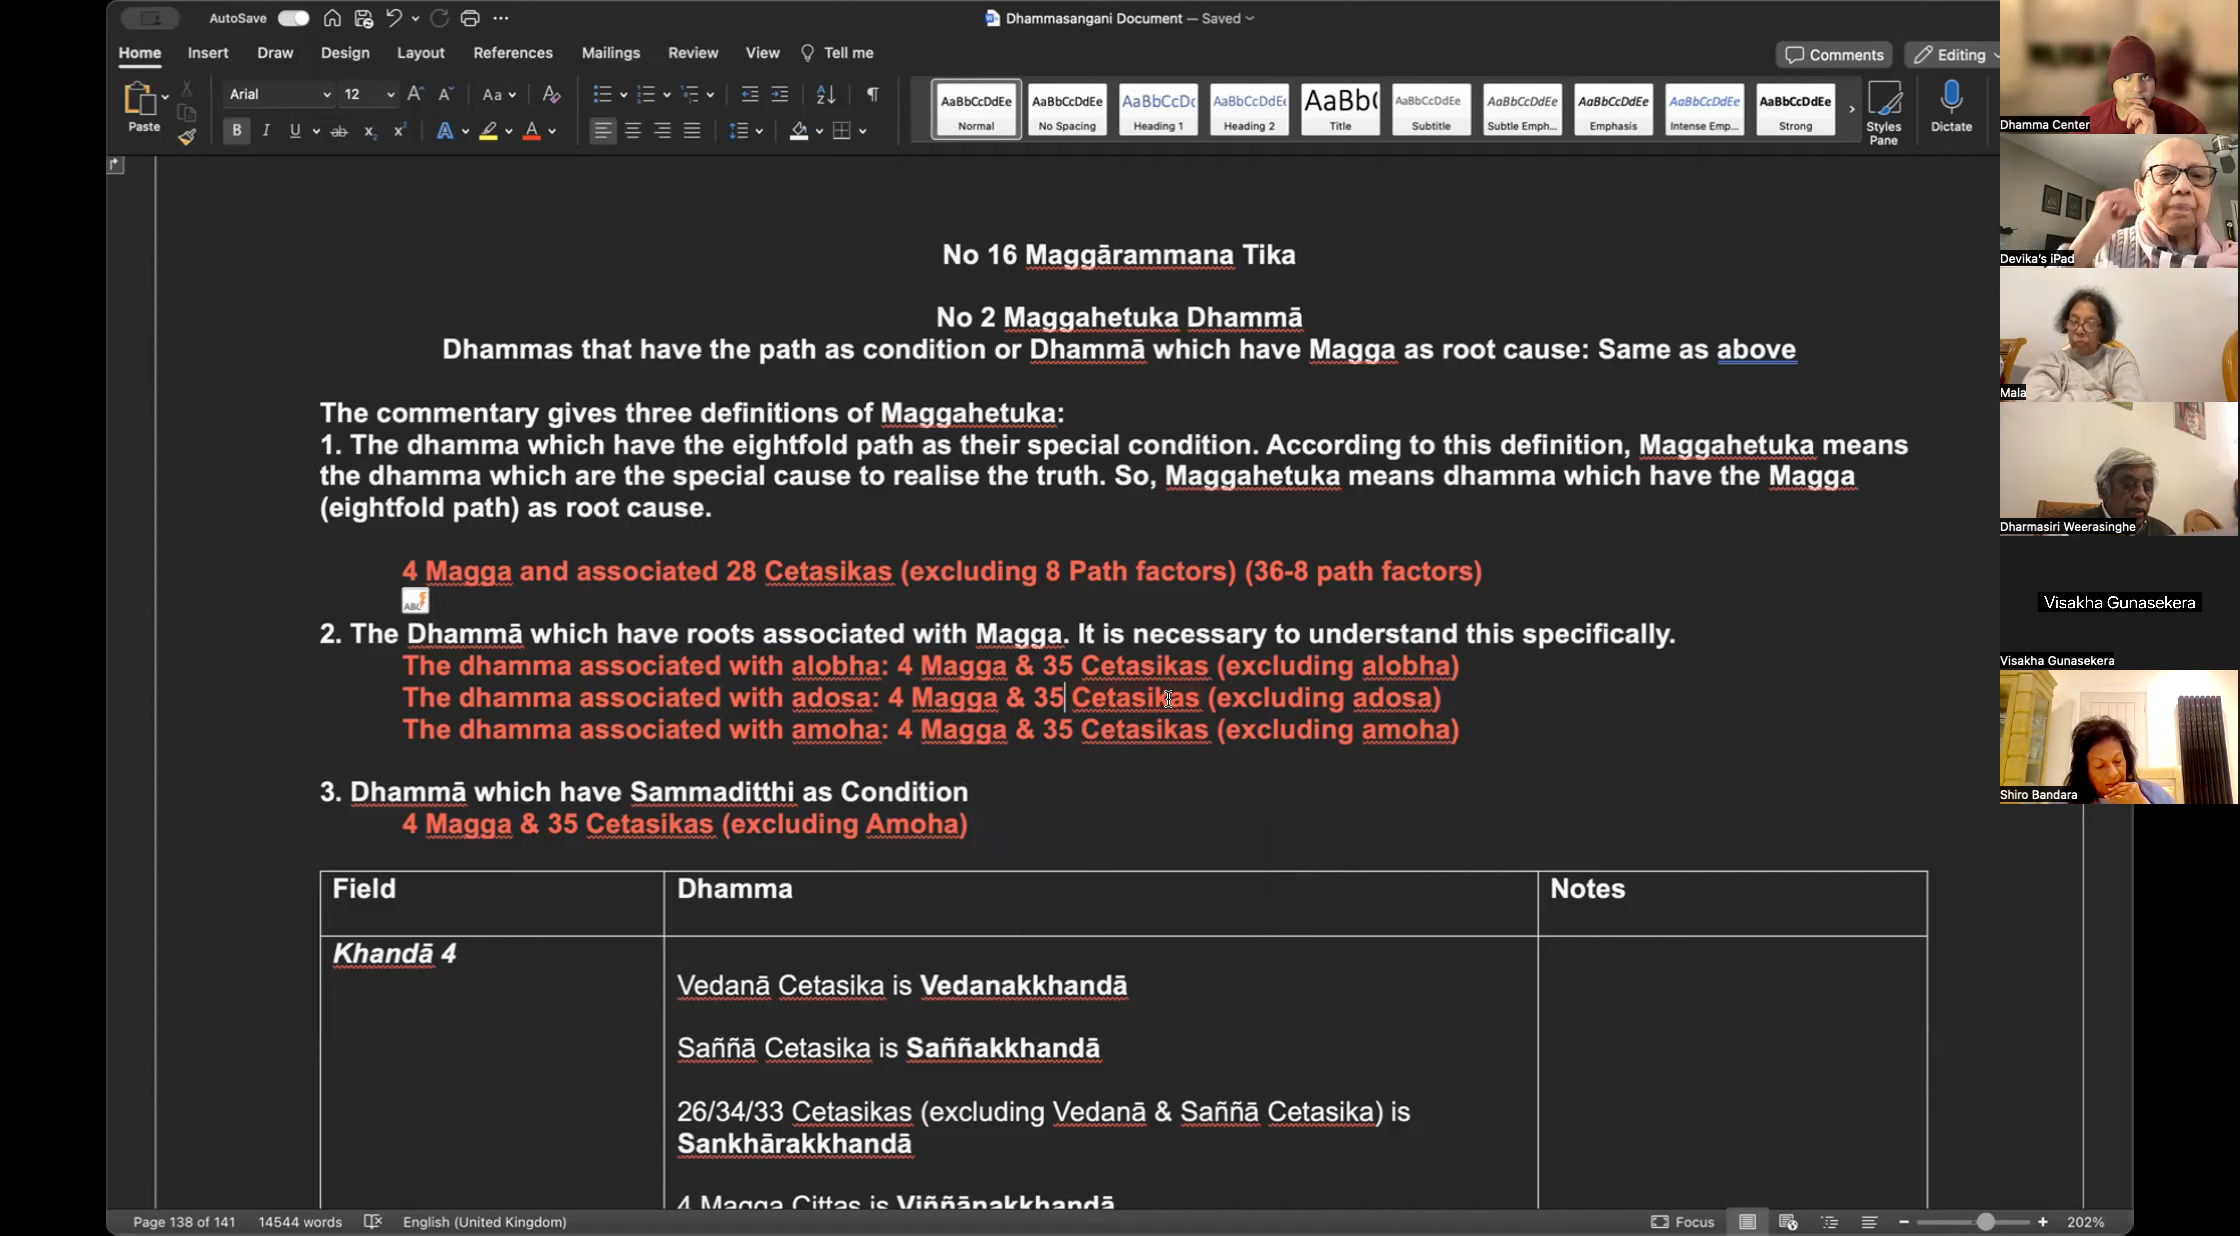 AutoSave
Dhammasangani Document — Saved
Home Insert Draw Design Layout References Mailings Review View Tell me
Comments Editing
Paste
Arial 12
Aa
B I U ab x₂ x²
AaBbCcDdEe AaBbCcDdEe AaBbCcDc AaBbCcDdEe AaBb( AaBbCcDdEe AaBbCcDdEe AaBbCcDdEe AaBbCcDdEe AaBbCcDdEe
Normal No Spacing Heading 1 Heading 2 Title Subtitle Subtle Emph... Emphasis Intense Emp... Strong
Styles Pane
Dictate
No 16 Maggārammana Tika
No 2 Maggahetuka Dhammā
Dhammas that have the path as condition or Dhammā which have Magga as root cause: Same as above
The commentary gives three definitions of Maggahetuka:
1. The dhamma which have the eightfold path as their special condition. According to this definition, Maggahetuka means
the dhamma which are the special cause to realise the truth. So, Maggahetuka means dhamma which have the Magga
(eightfold path) as root cause.
4 Magga and associated 28 Cetasikas (excluding 8 Path factors) (36-8 path factors)
2. The Dhammā which have roots associated with Magga. It is necessary to understand this specifically.
The dhamma associated with alobha: 4 Magga & 35 Cetasikas (excluding alobha)
The dhamma associated with adosa: 4 Magga & 35 Cetasikas (excluding adosa)
The dhamma associated with amoha: 4 Magga & 35 Cetasikas (excluding amoha)
3. Dhammā which have Sammaditthi as Condition
4 Magga & 35 Cetasikas (excluding Amoha)
Field Dhamma Notes
Khandā 4
Vedanā Cetasika is Vedanakkhandā
Saññā Cetasika is Saññakkhandā
26/34/33 Cetasikas (excluding Vedanā & Saññā Cetasika) is
Sankhārakkhandā
4 Magga Cittas is Viññānakkhandā
Page 138 of 141 14544 words English (United Kingdom) Focus 202%
Dhamma Center
Devika's iPad
Mala
Dharmasiri Weerasinghe
Visakha Gunasekera
Visakha Gunasekera
Shiro Bandara